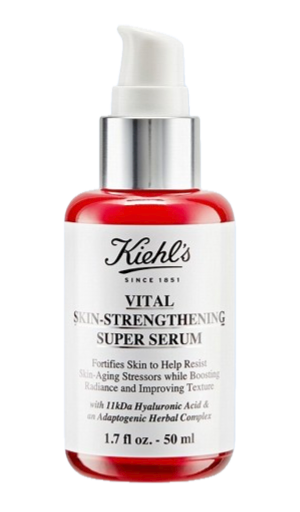 Kiehl's
SINCE 1851
VITAL
SKIN-STRENGTHENING
SUPER SERUM
Fortifies Skin to Help Resist
Skin-Aging Stressors while Boosting
Radiance and Improving Texture
with 11kDa Hyaluronic Acid &
an Adaptogenic Herbal Complex
1.7 fl oz. - 50 ml